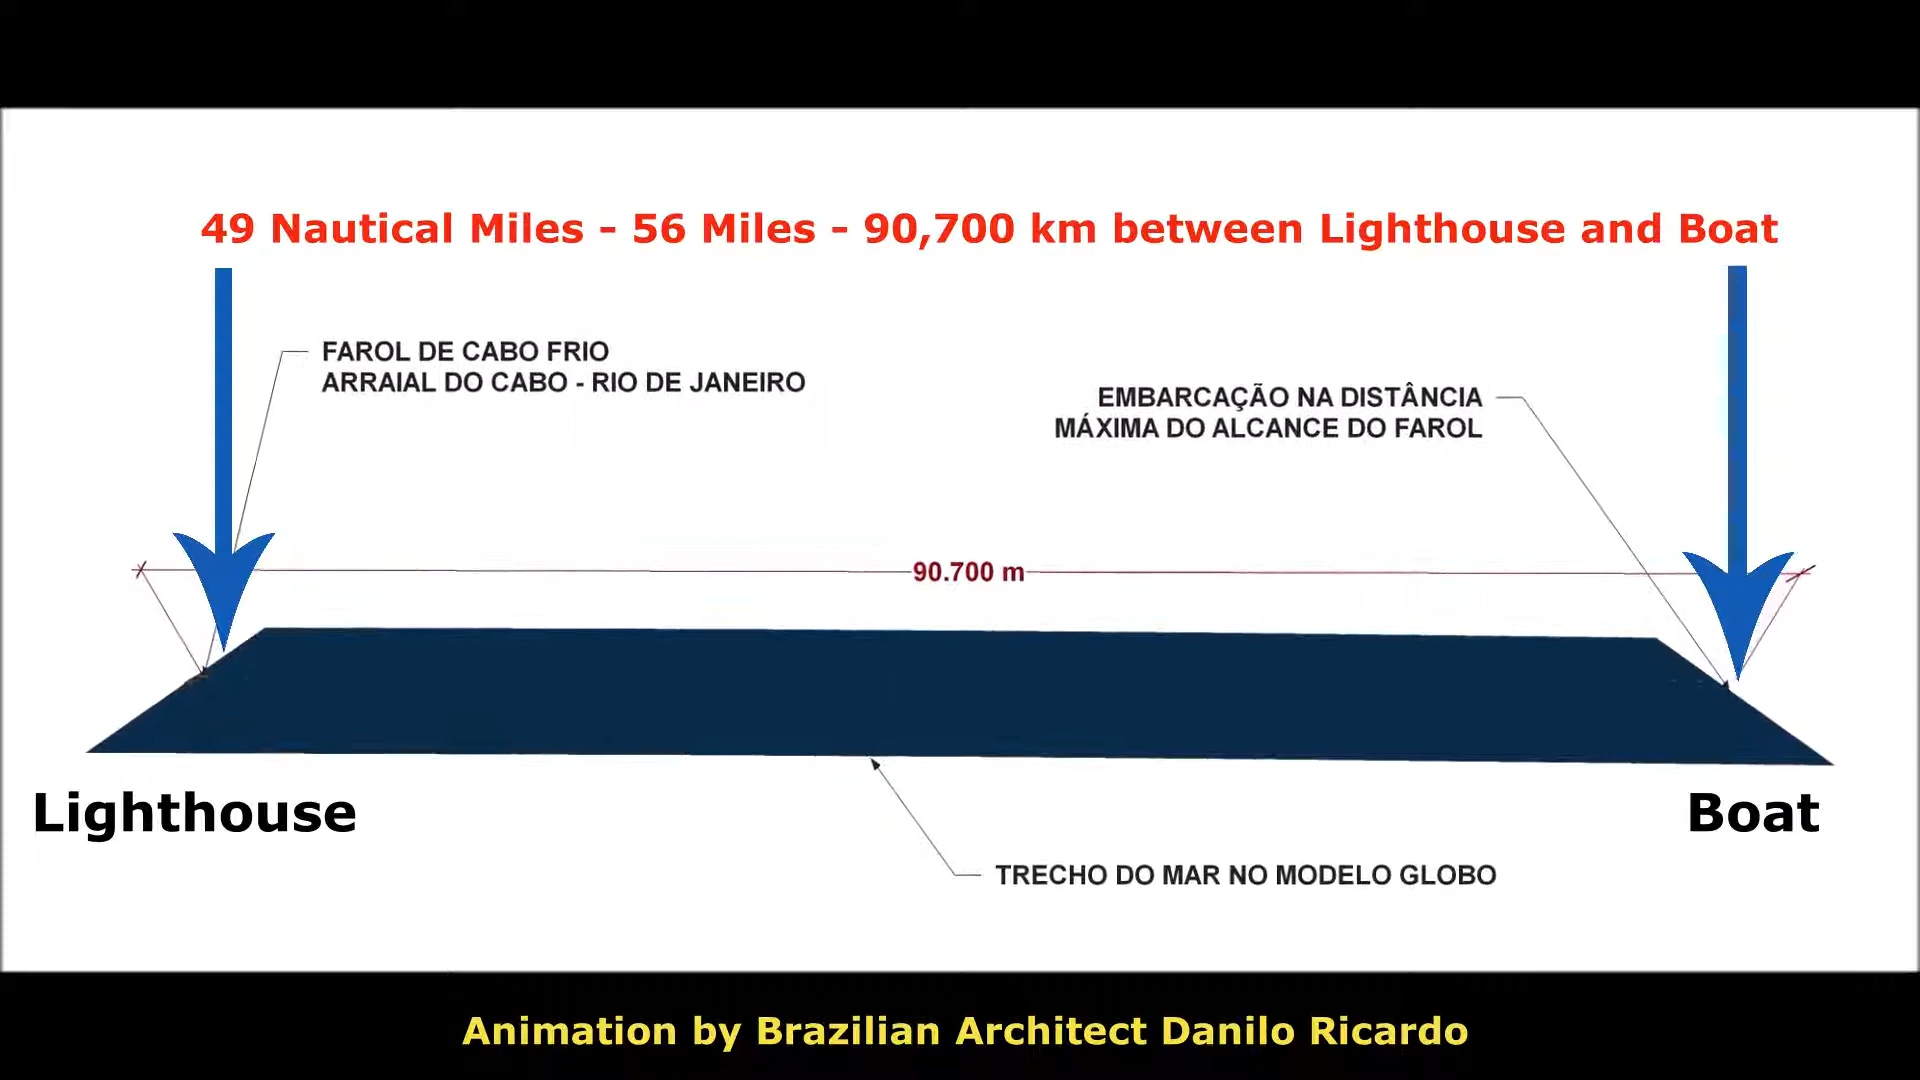 49 Nautical Miles - 56 Miles - 90,700 km between Lighthouse and Boat
FAROL DE CABO FRIO
ARRAIAL DO CABO - RIO DE JANEIRO
EMBARCAÇÃO NA DISTÂNCIA
MÁXIMA DO ALCANCE DO FAROL
90.700 m
Lighthouse
Boat
TRECHO DO MAR NO MODELO GLOBO
Animation by Brazilian Architect Danilo Ricardo